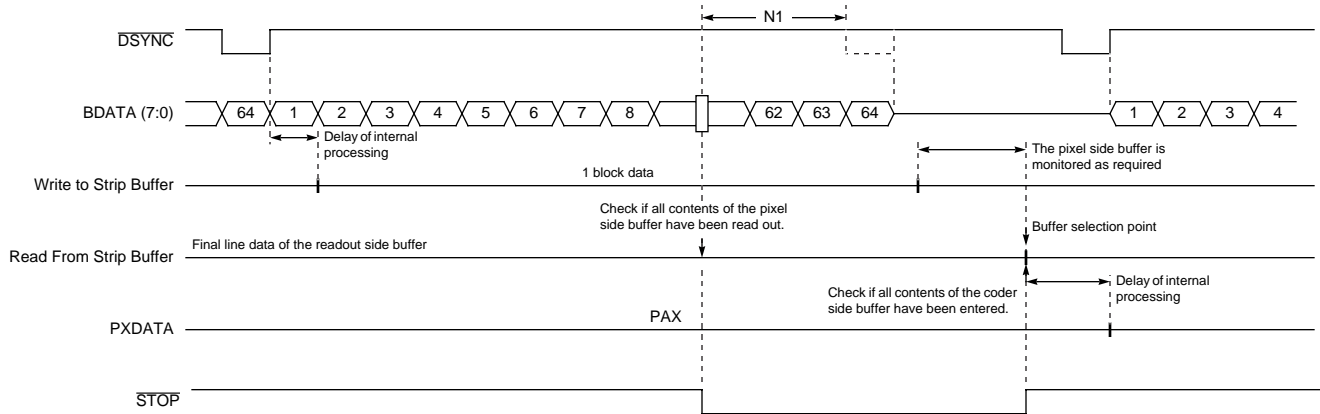 N1
DSYNC
BDATA (7:0)
64 1 2 3 4 5 6 7 8 62 63 64 1 2 3 4
Delay of internal
processing
The pixel side buffer is
monitored as required
Write to Strip Buffer
1 block data
Check if all contents of the pixel
side buffer have been read out.
Buffer selection point
Final line data of the readout side buffer
Read From Strip Buffer
Delay of internal
processing
Check if all contents of the coder
side buffer have been entered.
PAX
PXDATA
STOP